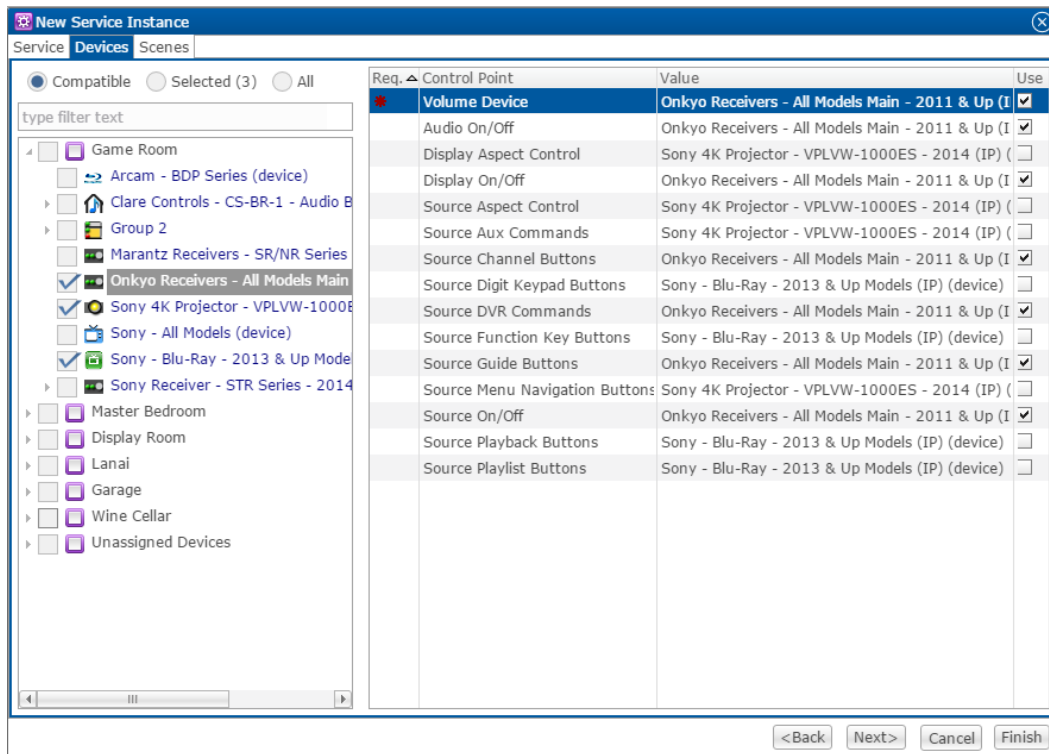 New Service Instance
Service Devices Scenes
Compatible Selected (3) All
type filter text
Game Room
Arcam - BDP Series (device)
Clare Controls - CS-BR-1 - Audio B
Group 2
Marantz Receivers - SR/NR Series
Onkyo Receivers - All Models Main
Sony 4K Projector - VPLVW-1000E
Sony - All Models (device)
Sony - Blu-Ray - 2013 & Up Mode
Sony Receiver - STR Series - 2014
Master Bedroom
Display Room
Lanai
Garage
Wine Cellar
Unassigned Devices
Req. Control Point Value Use
Volume Device Onkyo Receivers - All Models Main - 2011 & Up (I
Audio On/Off Onkyo Receivers - All Models Main - 2011 & Up (I
Display Aspect Control Sony 4K Projector - VPLVW-1000ES - 2014 (IP) (
Display On/Off Onkyo Receivers - All Models Main - 2011 & Up (I
Source Aspect Control Sony 4K Projector - VPLVW-1000ES - 2014 (IP) (
Source Aux Commands Sony 4K Projector - VPLVW-1000ES - 2014 (IP) (
Source Channel Buttons Onkyo Receivers - All Models Main - 2011 & Up (I
Source Digit Keypad Buttons Sony - Blu-Ray - 2013 & Up Models (IP) (device)
Source DVR Commands Onkyo Receivers - All Models Main - 2011 & Up (I
Source Function Key Buttons Sony - Blu-Ray - 2013 & Up Models (IP) (device)
Source Guide Buttons Onkyo Receivers - All Models Main - 2011 & Up (I
Source Menu Navigation Buttons Sony 4K Projector - VPLVW-1000ES - 2014 (IP) (
Source On/Off Onkyo Receivers - All Models Main - 2011 & Up (I
Source Playback Buttons Sony - Blu-Ray - 2013 & Up Models (IP) (device)
Source Playlist Buttons Sony - Blu-Ray - 2013 & Up Models (IP) (device)
<Back Next> Cancel Finish